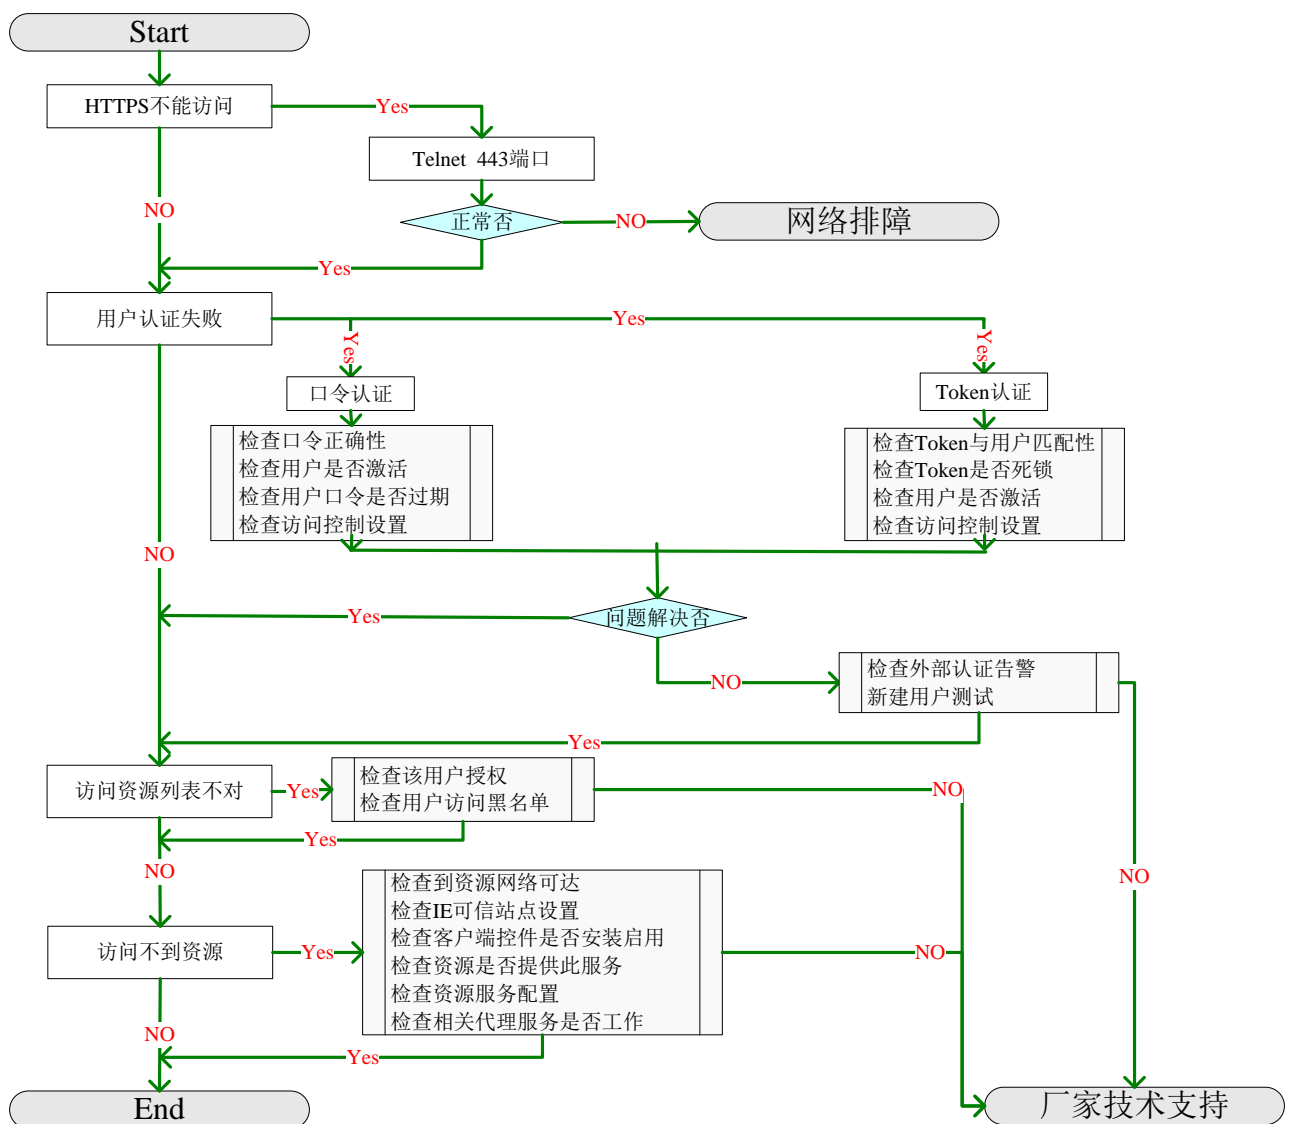 Start
HTTPS不能访问
Yes
Telnet 443端口
NO
正常否
NO
网络排障
Yes
用户认证失败
Yes
Yes
Yes
口令认证
Token认证
检查口令正确性
检查用户是否激活
检查用户口令是否过期
检查访问控制设置
检查Token与用户匹配性
检查Token是否死锁
检查用户是否激活
检查访问控制设置
NO
Yes
问题解决否
NO
检查外部认证告警
新建用户测试
Yes
访问资源列表不对
Yes
检查该用户授权
检查用户访问黑名单
NO
Yes
NO
NO
检查到资源网络可达
检查IE可信站点设置
检查客户端控件是否安装启用
检查资源是否提供此服务
检查资源服务配置
检查相关代理服务是否工作
访问不到资源
Yes
NO
NO
Yes
End
厂家技术支持